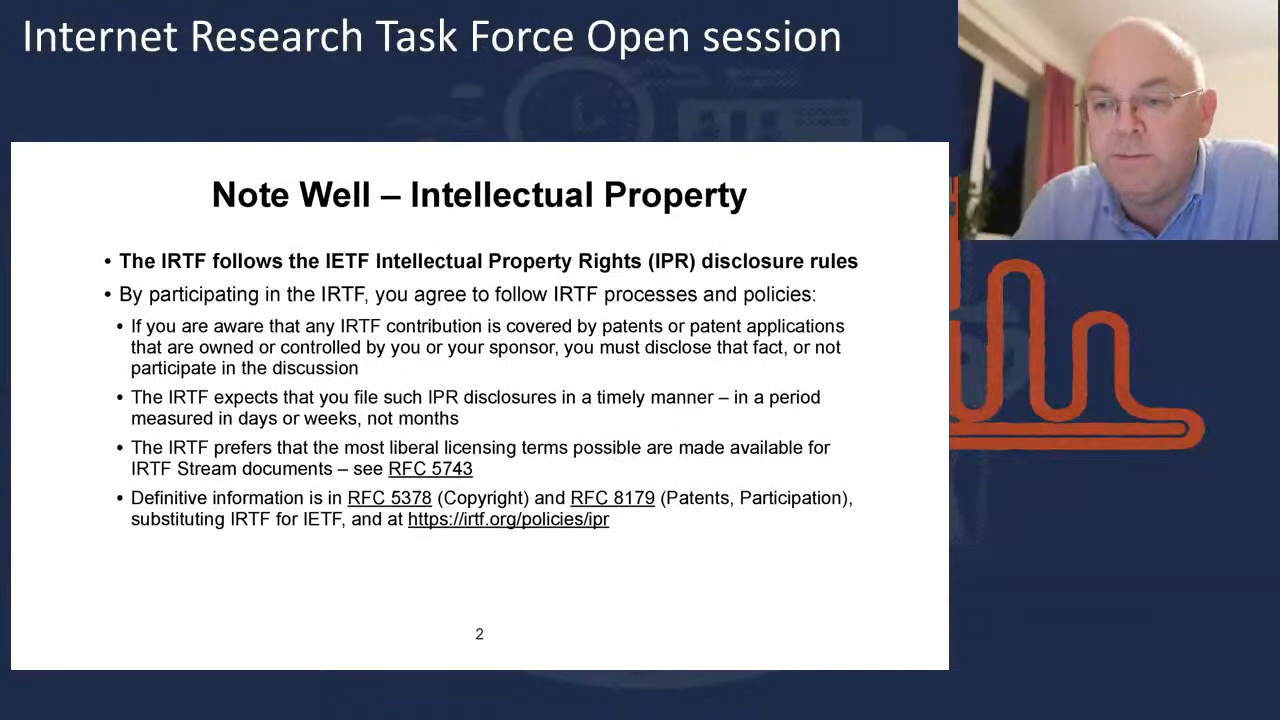 Internet Research Task Force Open session
Note Well – Intellectual Property
• The IRTF follows the IETF Intellectual Property Rights (IPR) disclosure rules
• By participating in the IRTF, you agree to follow IRTF processes and policies:
• If you are aware that any IRTF contribution is covered by patents or patent applications
that are owned or controlled by you or your sponsor, you must disclose that fact, or not
participate in the discussion
• The IRTF expects that you file such IPR disclosures in a timely manner – in a period
measured in days or weeks, not months
• The IRTF prefers that the most liberal licensing terms possible are made available for
IRTF Stream documents – see RFC 5743
• Definitive information is in RFC 5378 (Copyright) and RFC 8179 (Patents, Participation),
substituting IRTF for IETF, and at https://irtf.org/policies/ipr
2